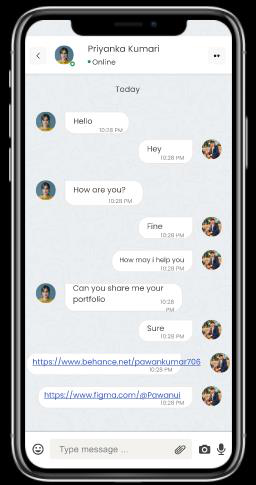 Priyanka Kumari
Online
Today
Hello
10:28 PM
Hey
10:28 PM
How are you?
10:28 PM
Fine
10:28 PM
How may i help you
10:28 PM
Can you share me your
portfolio
10:28
PM
Sure
10:28 PM
https://www.behance.net/pawankumar706
10:28 PM
https://www.figma.com/@Pawanui
10:28 PM
Type message ...